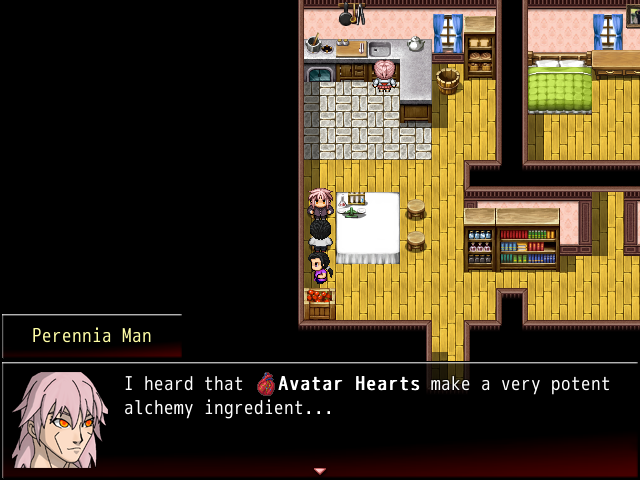 Perennia Man
I heard that Avatar Hearts make a very potent
alchemy ingredient...